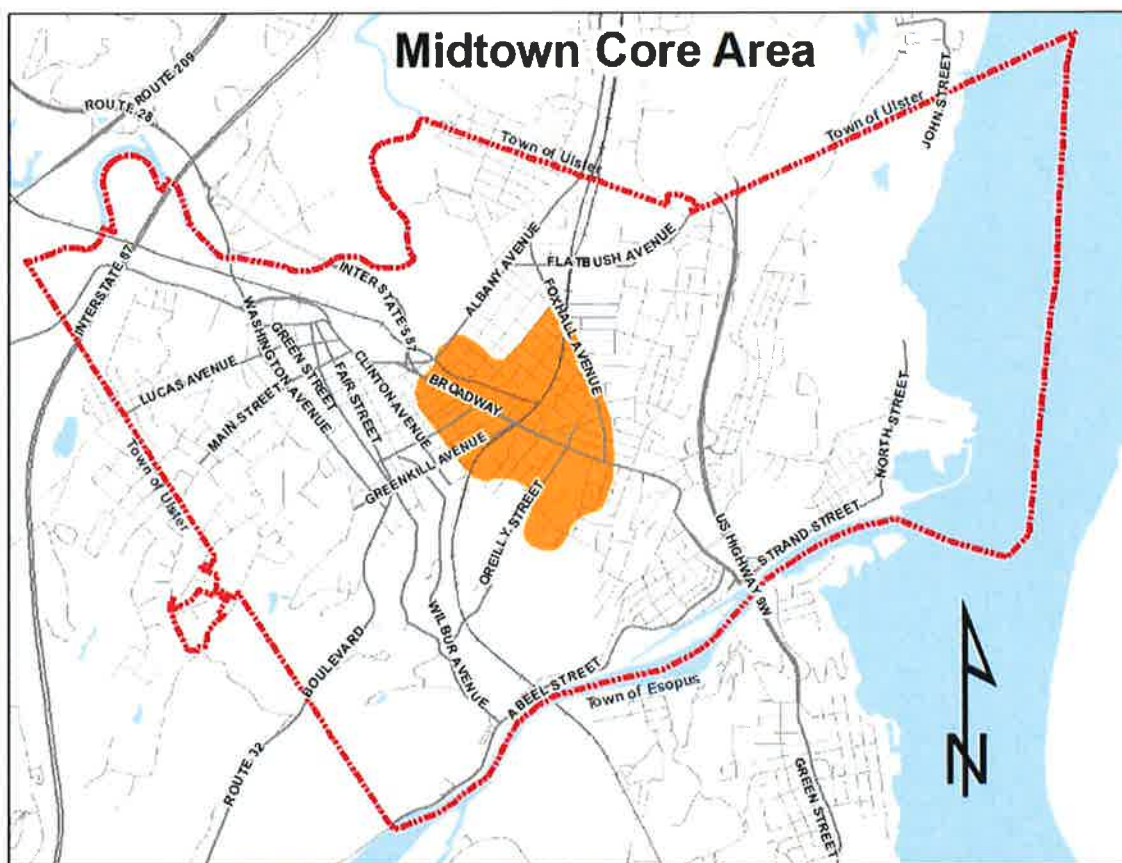 Midtown Core Area
ROUTE 209
ROUTE 28
JOHN STREET
Town of Ulster
Town of Ulster
INTERSTATE 87
FLATBUSH AVENUE
ALBANY AVENUE
INTERSTATE 587
FOXHALL AVENUE
WASHINGTON AVENUE
GREEN STREET
FAIR STREET
CLINTON AVENUE
BROADWAY
LUCAS AVENUE
MAIN STREET
GREENKILL AVENUE
NORTH STREET
Town of Ulster
OREILLY STREET
STRAND STREET
US HIGHWAY 9W
WILBUR AVENUE
BOULEVARD
ABEEL STREET
Town of Esopus
ROUTE 32
GREEN STREET
N